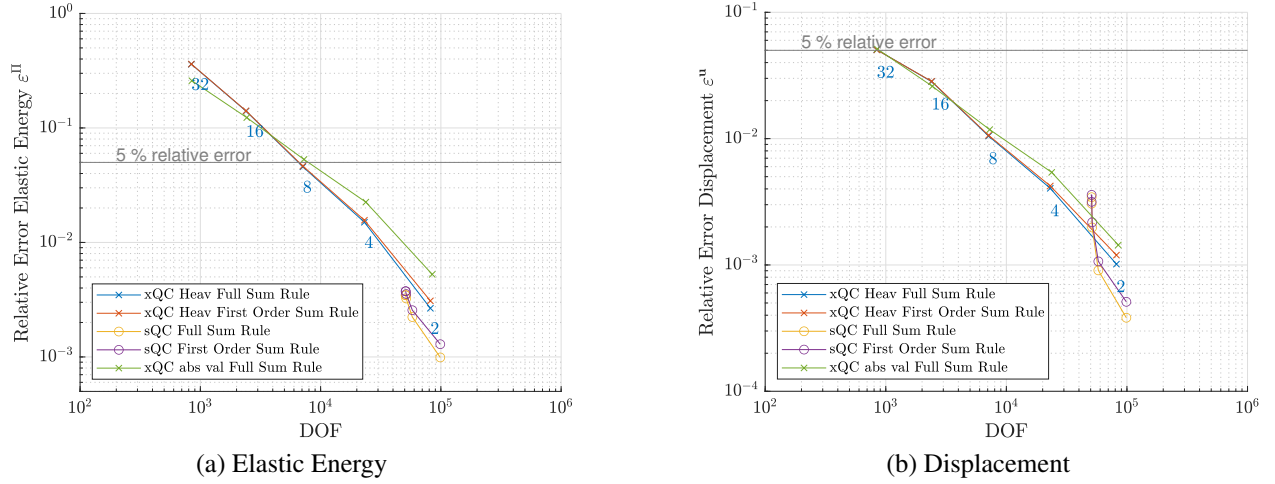 10^0
10^-1
10^-2
10^-3
Relative Error Elastic Energy ε^Π
5 % relative error
32
16
8
4
2
xQC Heav Full Sum Rule
xQC Heav First Order Sum Rule
sQC Full Sum Rule
sQC First Order Sum Rule
xQC abs val Full Sum Rule
10^2 10^3 10^4 10^5 10^6
DOF
(a) Elastic Energy
10^-1
10^-2
10^-3
10^-4
Relative Error Displacement ε^u
5 % relative error
32
16
8
4
2
xQC Heav Full Sum Rule
xQC Heav First Order Sum Rule
sQC Full Sum Rule
sQC First Order Sum Rule
xQC abs val Full Sum Rule
10^2 10^3 10^4 10^5 10^6
DOF
(b) Displacement